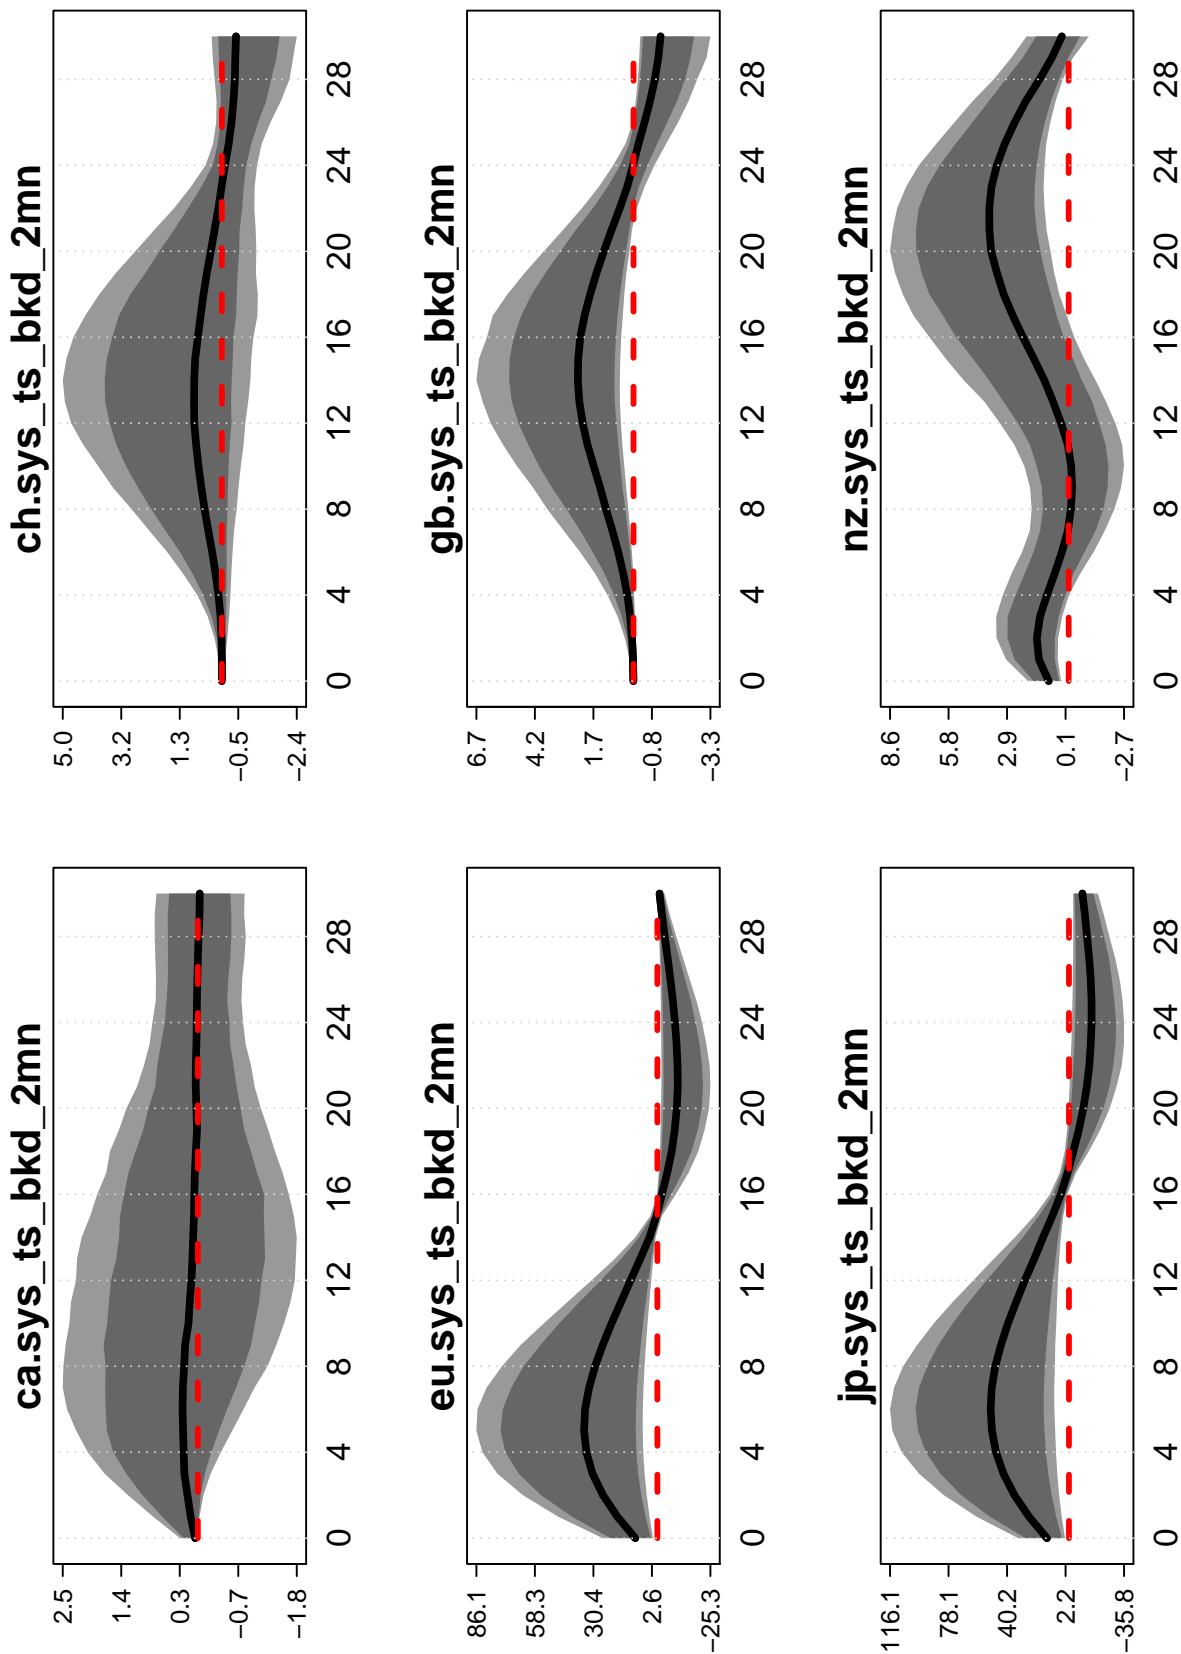 ca.sys_ts_bkd_2mn
2.5
1.4
0.3
−0.7
−1.8
0 4 8 12 16 20 24 28
ch.sys_ts_bkd_2mn
5.0
3.2
1.3
−0.5
−2.4
0 4 8 12 16 20 24 28
eu.sys_ts_bkd_2mn
86.1
58.3
30.4
2.6
−25.3
0 4 8 12 16 20 24 28
gb.sys_ts_bkd_2mn
6.7
4.2
1.7
−0.8
−3.3
0 4 8 12 16 20 24 28
jp.sys_ts_bkd_2mn
116.1
78.1
40.2
2.2
−35.8
0 4 8 12 16 20 24 28
nz.sys_ts_bkd_2mn
8.6
5.8
2.9
0.1
−2.7
0 4 8 12 16 20 24 28